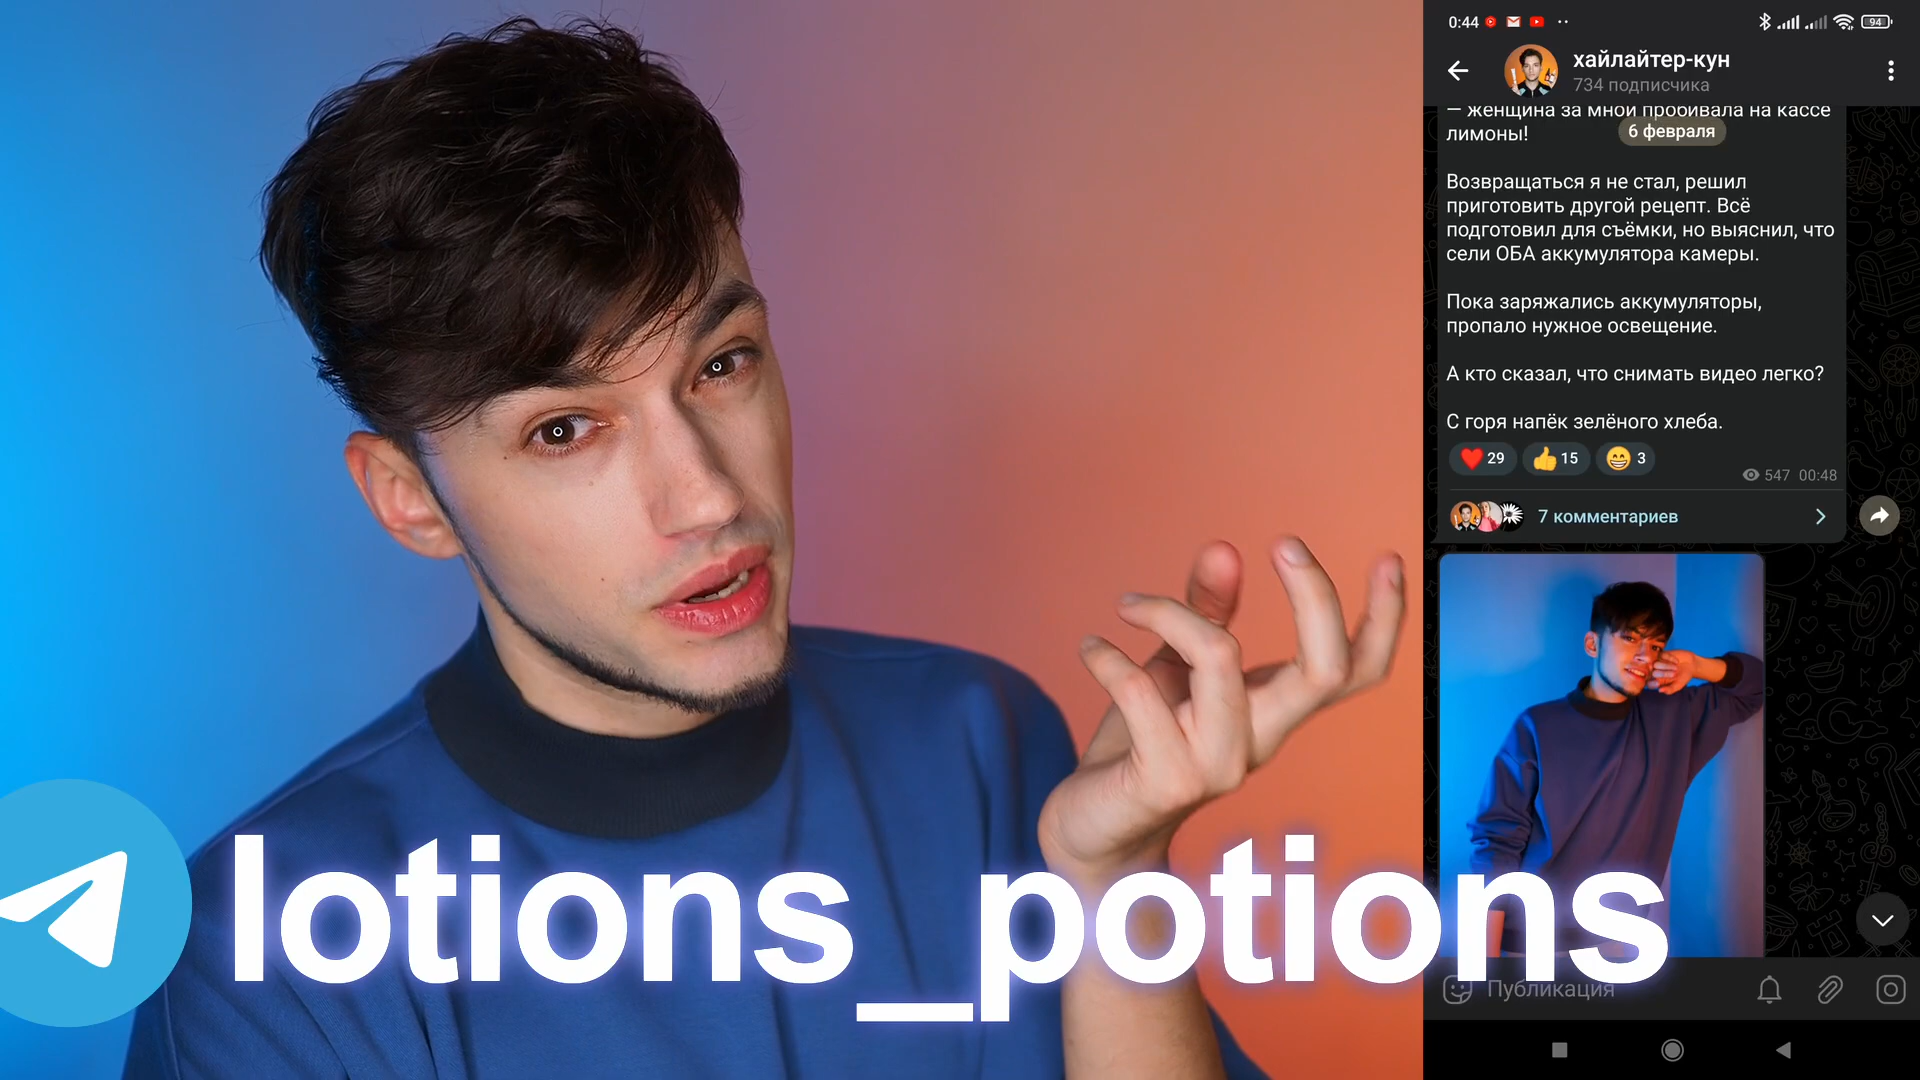 0:44
94
хайлайтер-кун
734 подписчика
— женщина за мной пробивала на кассе
лимоны!
6 февраля
Возвращаться я не стал, решил
приготовить другой рецепт. Всё
подготовил для съёмки, но выяснил, что
сели ОБА аккумулятора камеры.
Пока заряжались аккумуляторы,
пропало нужное освещение.
А кто сказал, что снимать видео легко?
С горя напёк зелёного хлеба.
29 15 3
547 00:48
7 комментариев
lotions_potions
Публикация